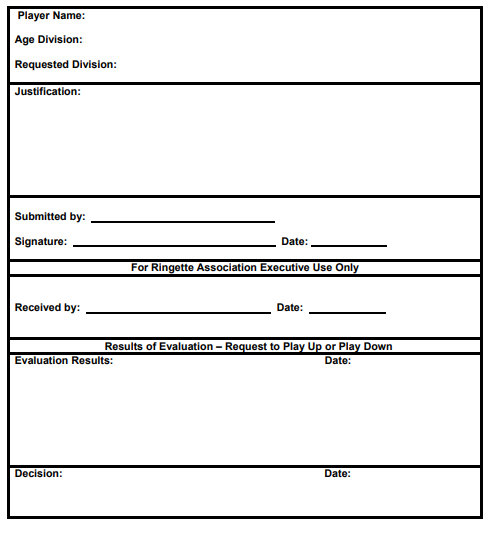 Player Name:
Age Division:
Requested Division:
Justification:
Submitted by:
Signature: Date:
For Ringette Association Executive Use Only
Received by: Date:
Results of Evaluation – Request to Play Up or Play Down
Evaluation Results: Date:
Decision: Date: